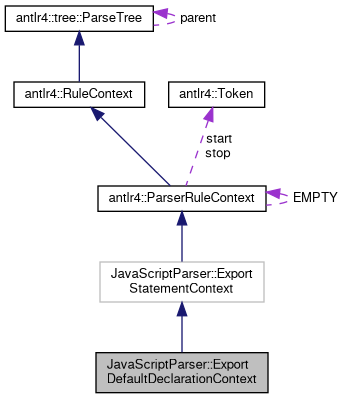 antlr4::tree::ParseTree
parent
antlr4::RuleContext
antlr4::Token
start
stop
antlr4::ParserRuleContext
EMPTY
JavaScriptParser::Export
StatementContext
JavaScriptParser::Export
DefaultDeclarationContext